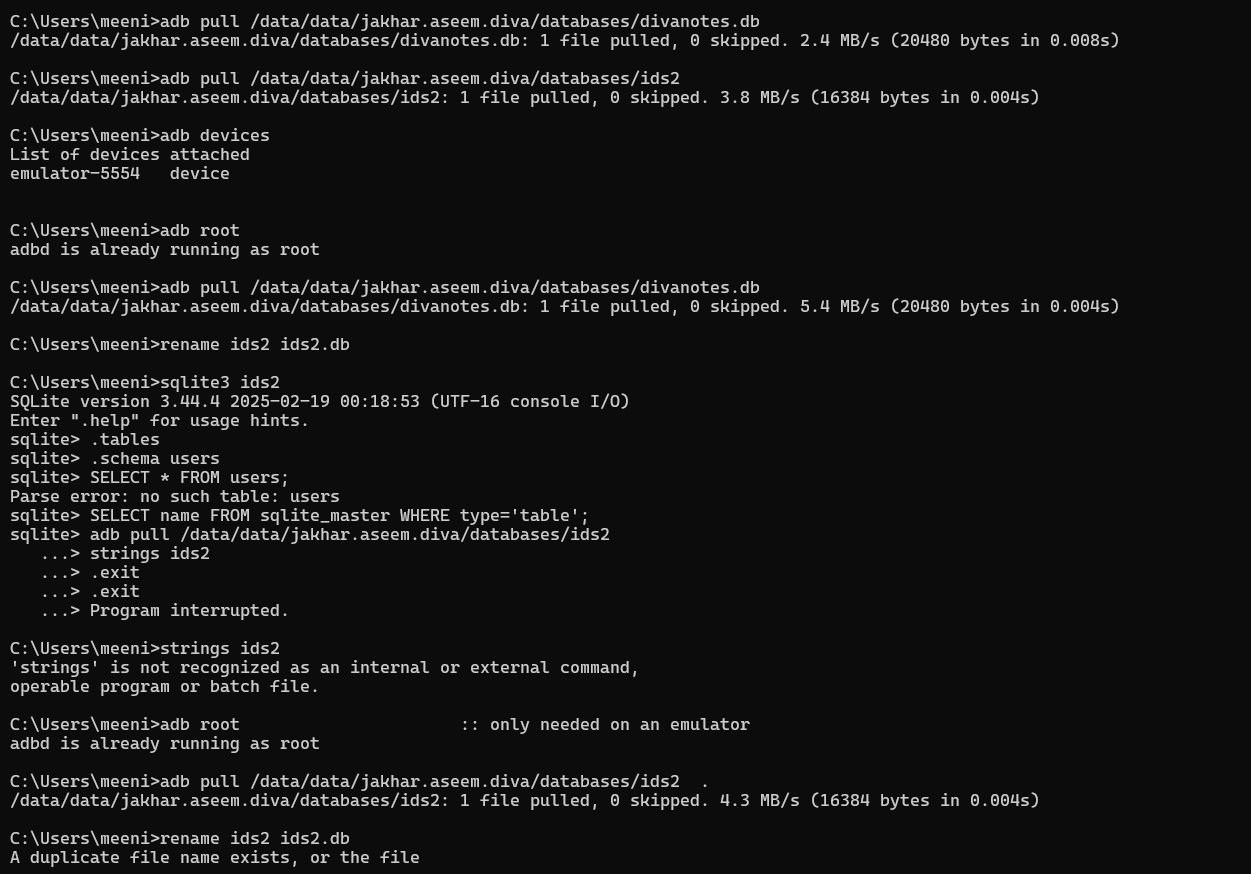 C:\Users\meeni>adb pull /data/data/jakhar.aseem.diva/databases/divanotes.db
/data/data/jakhar.aseem.diva/databases/divanotes.db: 1 file pulled, 0 skipped. 2.4 MB/s (20480 bytes in 0.008s)
C:\Users\meeni>adb pull /data/data/jakhar.aseem.diva/databases/ids2
/data/data/jakhar.aseem.diva/databases/ids2: 1 file pulled, 0 skipped. 3.8 MB/s (16384 bytes in 0.004s)
C:\Users\meeni>adb devices
List of devices attached
emulator-5554   device
C:\Users\meeni>adb root
adbd is already running as root
C:\Users\meeni>adb pull /data/data/jakhar.aseem.diva/databases/divanotes.db
/data/data/jakhar.aseem.diva/databases/divanotes.db: 1 file pulled, 0 skipped. 5.4 MB/s (20480 bytes in 0.004s)
C:\Users\meeni>rename ids2 ids2.db
C:\Users\meeni>sqlite3 ids2
SQLite version 3.44.4 2025-02-19 00:18:53 (UTF-16 console I/O)
Enter ".help" for usage hints.
sqlite> .tables
sqlite> .schema users
sqlite> SELECT * FROM users;
Parse error: no such table: users
sqlite> SELECT name FROM sqlite_master WHERE type='table';
sqlite> adb pull /data/data/jakhar.aseem.diva/databases/ids2
   ...> strings ids2
   ...> .exit
   ...> .exit
   ...> Program interrupted.
C:\Users\meeni>strings ids2
'strings' is not recognized as an internal or external command,
operable program or batch file.
C:\Users\meeni>adb root                      :: only needed on an emulator
adbd is already running as root
C:\Users\meeni>adb pull /data/data/jakhar.aseem.diva/databases/ids2  .
/data/data/jakhar.aseem.diva/databases/ids2: 1 file pulled, 0 skipped. 4.3 MB/s (16384 bytes in 0.004s)
C:\Users\meeni>rename ids2 ids2.db
A duplicate file name exists, or the file